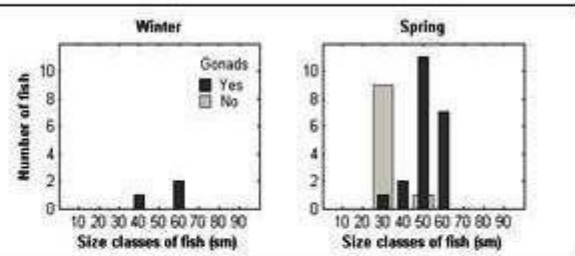 Winter
Spring
Number of fish
10
8
6
4
2
0
Gonads
Yes
No
10 20 30 40 50 60 70 80 90
Size classes of fish (sm)
10
8
6
4
2
0
10 20 30 40 50 60 70 80 90
Size classes of fish (sm)